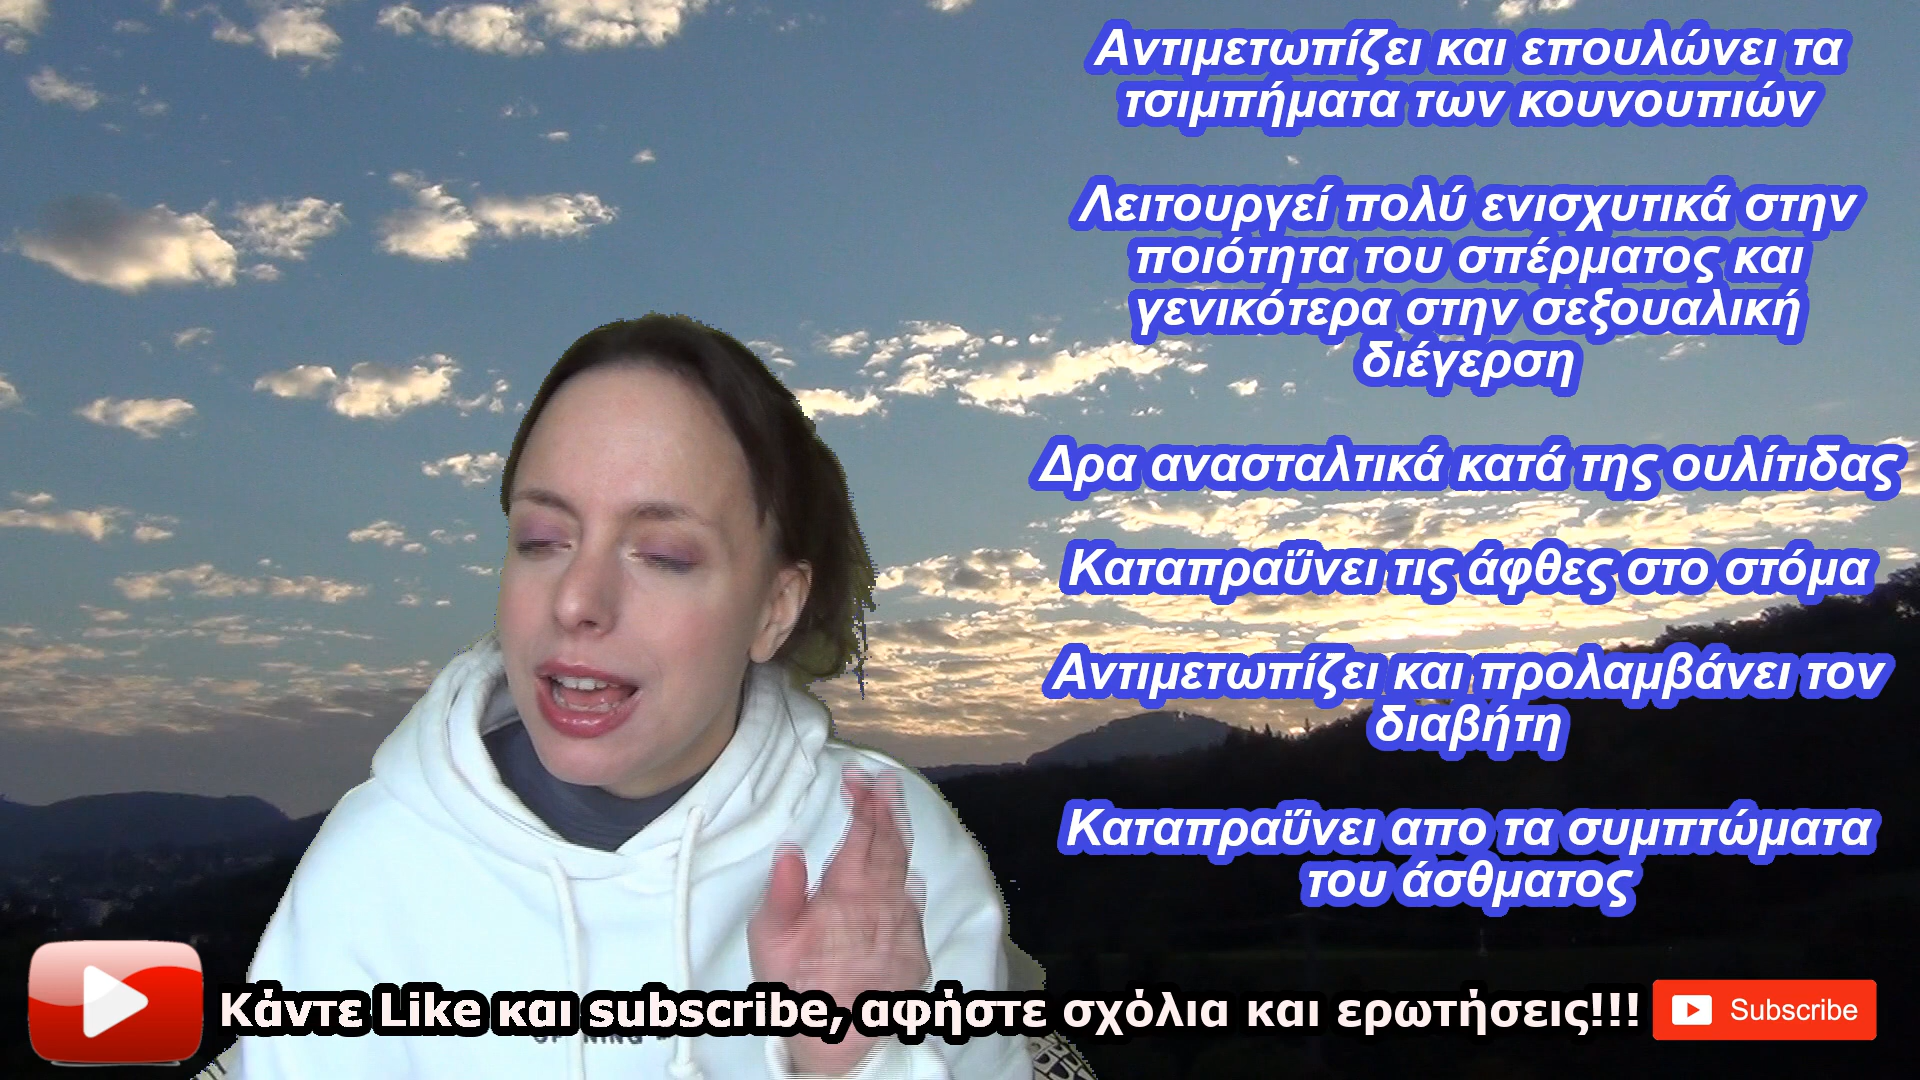 Αντιμετωπίζει και επουλώνει τα
τσιμπήματα των κουνουπιών
Λειτουργεί πολύ ενισχυτικά στην
ποιότητα του σπέρματος και
γενικότερα στην σεξουαλική
διέγερση
Δρα ανασταλτικά κατά της ουλίτιδας
Καταπραΰνει τις άφθες στο στόμα
Αντιμετωπίζει και προλαμβάνει τον
διαβήτη
Καταπραΰνει απο τα συμπτώματα
του άσθματος
Κάντε Like και subscribe, αφήστε σχόλια και ερωτήσεις!!!
Subscribe